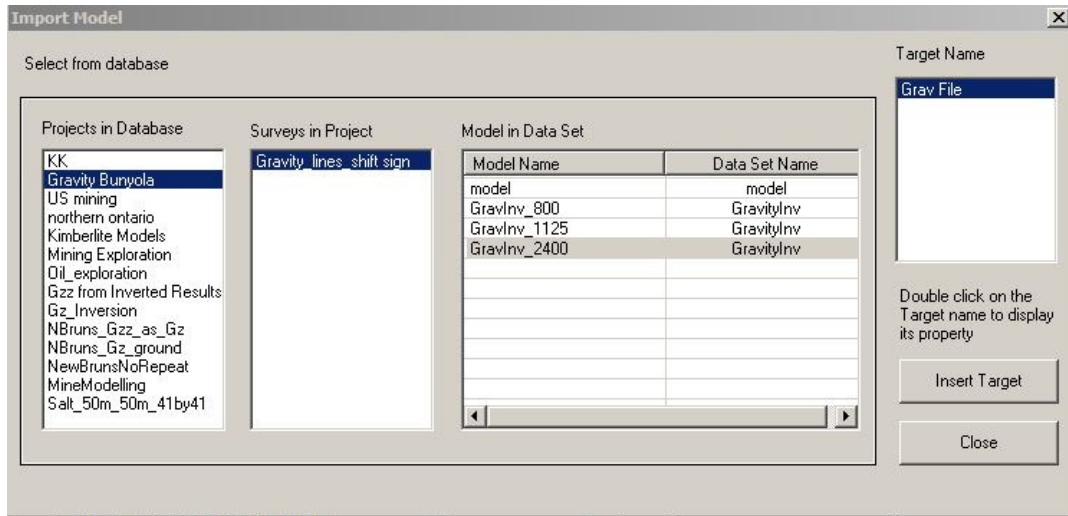 Import Model
Select from database
Target Name
Grav File
Projects in Database
KK
Gravity Bunyola
US mining
northern ontario
Kimberlite Models
Mining Exploration
Oil_exploration
Gzz from Inverted Results
Gz_Inversion
NBruns_Gzz_as_Gz
NBruns_Gz_ground
NewBrunsNoRepeat
MineModelling
Salt_50m_50m_41by41
Surveys in Project
Gravity_lines_shift sign
Model in Data Set
Model Name Data Set Name
model model
GravInv_800 GravityInv
GravInv_1125 GravityInv
GravInv_2400 GravityInv
Double click on the
Target name to display
its property
Insert Target
Close